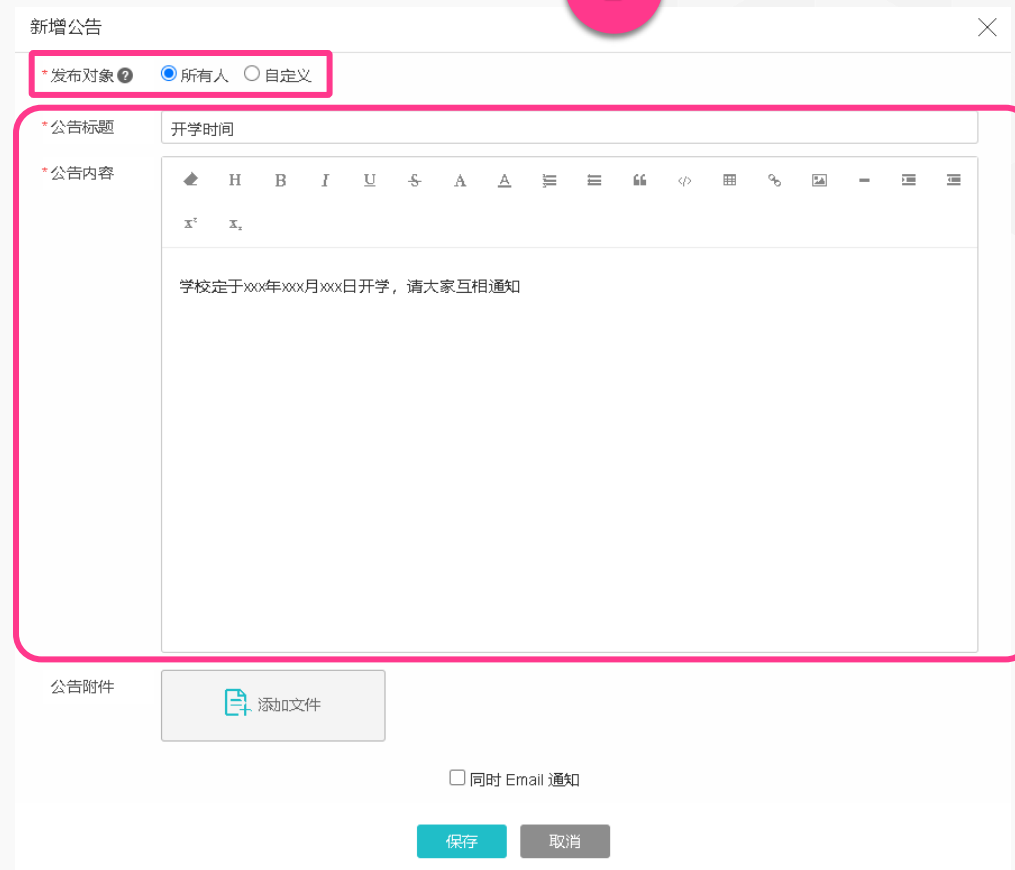 新增公告
*发布对象? 所有人 自定义
*公告标题 开学时间
*公告内容
H B I U S A A
学校定于xxx年xxx月xxx日开学，请大家互相通知
公告附件 添加文件
同时 Email 通知
保存 取消